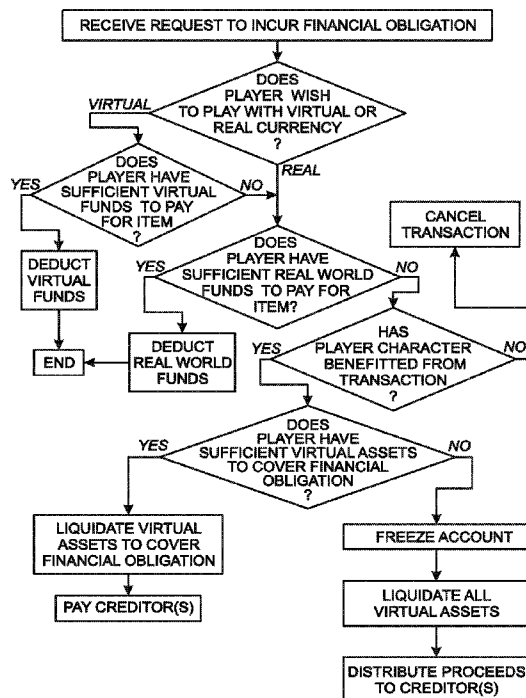 RECEIVE REQUEST TO INCUR FINANCIAL OBLIGATION
DOES
PLAYER WISH
TO PLAY WITH VIRTUAL OR
REAL CURRENCY
?
VIRTUAL
REAL
DOES
PLAYER HAVE
SUFFICIENT VIRTUAL
FUNDS TO PAY
FOR ITEM
?
YES
NO
DEDUCT
VIRTUAL
FUNDS
END
DOES
PLAYER HAVE
SUFFICIENT REAL WORLD
FUNDS TO PAY FOR
ITEM?
YES
NO
DEDUCT
REAL WORLD
FUNDS
CANCEL
TRANSACTION
HAS
PLAYER CHARACTER
BENEFITTED FROM
TRANSACTION
?
YES
NO
DOES
PLAYER HAVE
SUFFICIENT VIRTUAL ASSETS
TO COVER FINANCIAL
OBLIGATION
?
YES
NO
LIQUIDATE VIRTUAL
ASSETS TO COVER
FINANCIAL OBLIGATION
PAY CREDITOR(S)
FREEZE ACCOUNT
LIQUIDATE ALL
VIRTUAL ASSETS
DISTRIBUTE PROCEEDS
TO CREDITOR(S)